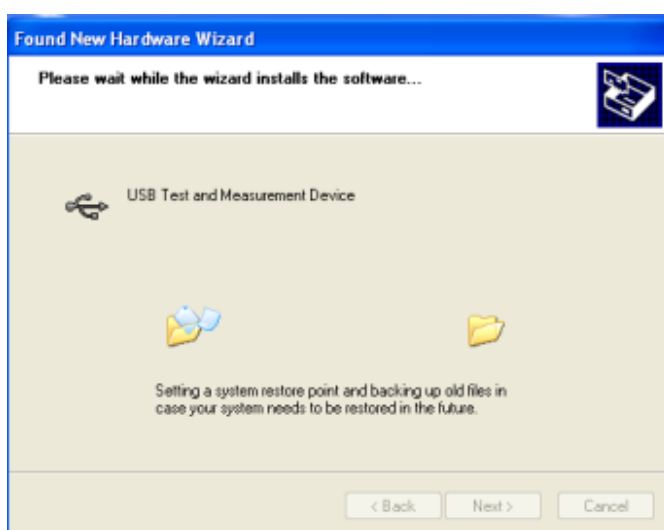 Found New Hardware Wizard
Please wait while the wizard installs the software...
USB Test and Measurement Device
Setting a system restore point and backing up old files in
case your system needs to be restored in the future.
< Back
Next >
Cancel